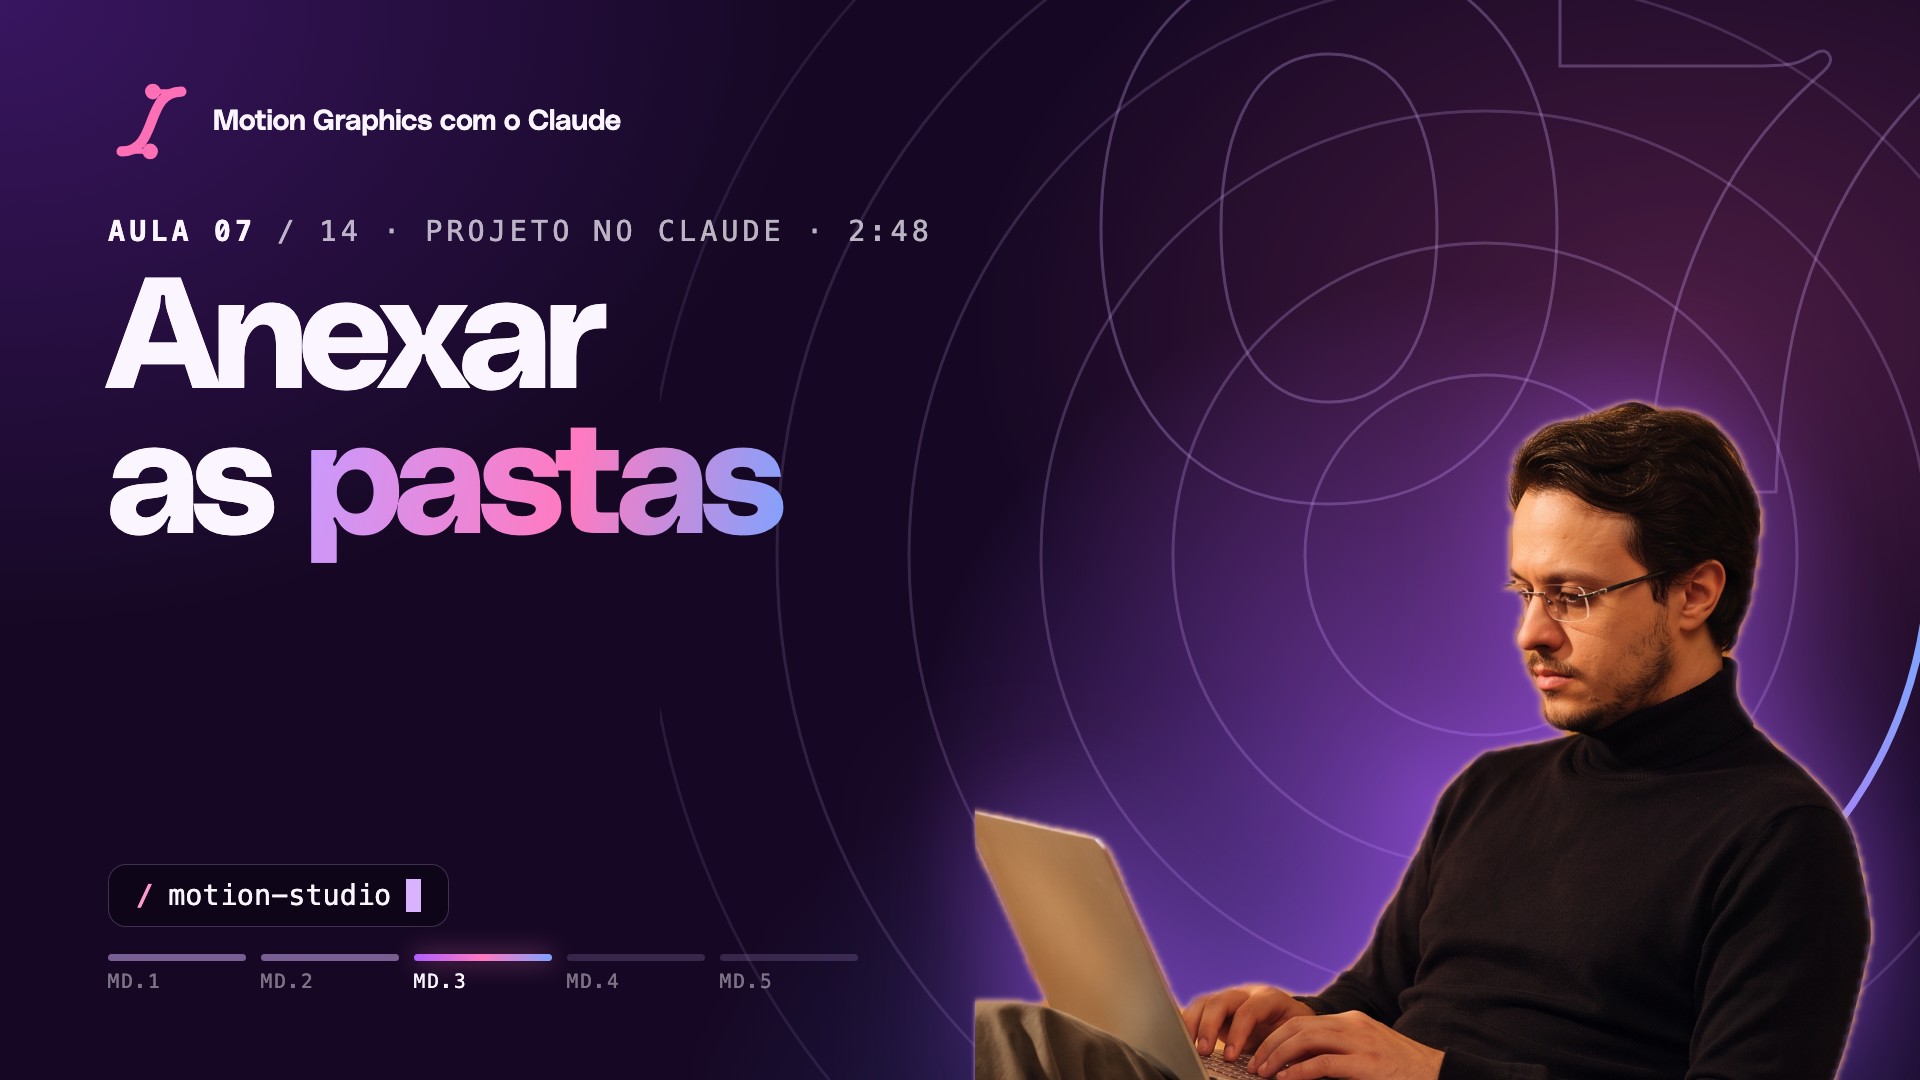 Motion Graphics com o Claude
AULA 07 / 14 · PROJETO NO CLAUDE · 2:48
Anexar
as pastas
07
/ motion-studio
MD.1 MD.2 MD.3 MD.4 MD.5